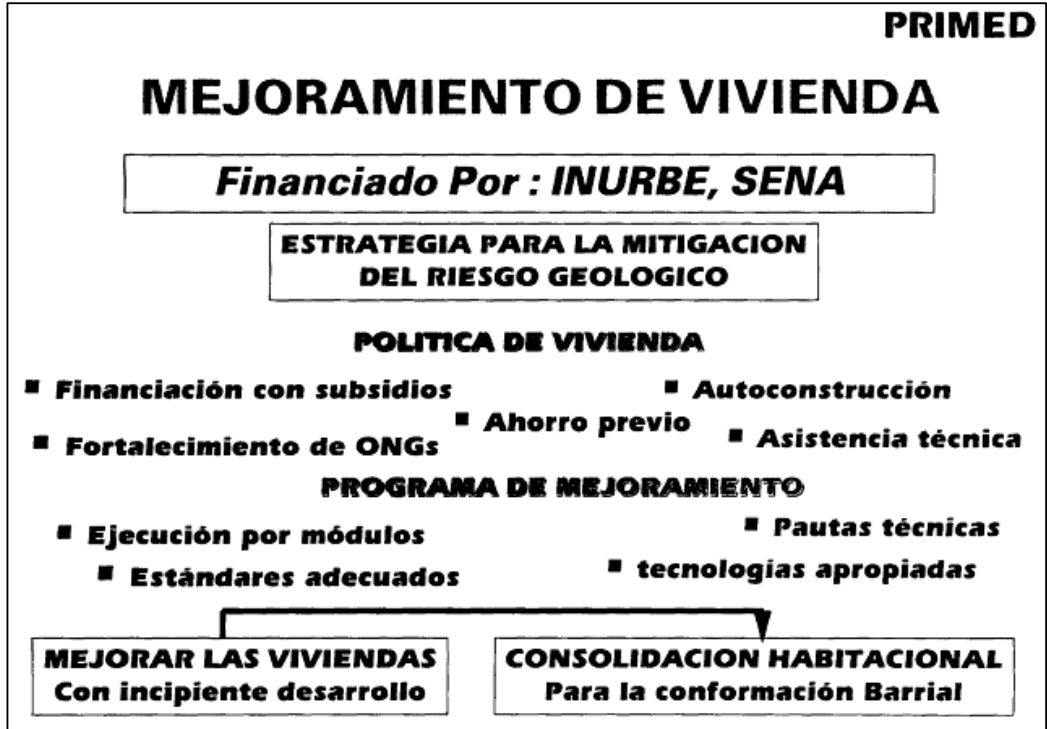 PRIMED
MEJORAMIENTO DE VIVIENDA
Financiado Por : INURBE, SENA
ESTRATEGIA PARA LA MITIGACION
DEL RIESGO GEOLOGICO
POLITICA DE VIVIENDA
■ Financiación con subsidios
■ Autoconstrucción
■ Ahorro previo
■ Fortalecimiento de ONGs
■ Asistencia técnica
PROGRAMA DE MEJORAMIENTO
■ Ejecución por módulos
■ Pautas técnicas
■ Estándares adecuados
■ tecnologías apropiadas
MEJORAR LAS VIVIENDAS
Con incipiente desarrollo
CONSOLIDACION HABITACIONAL
Para la conformación Barrial